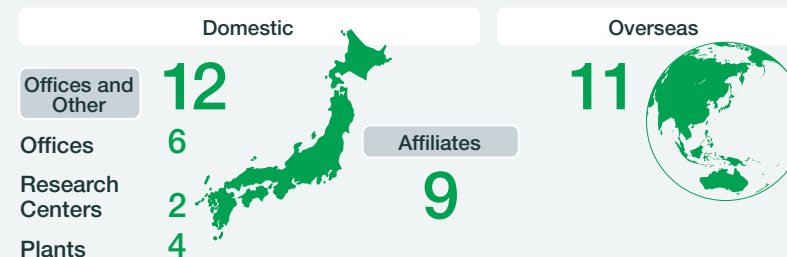 Domestic
Overseas
Offices and
Other
12
11
Offices
6
Affiliates
Research
Centers
2
9
Plants
4